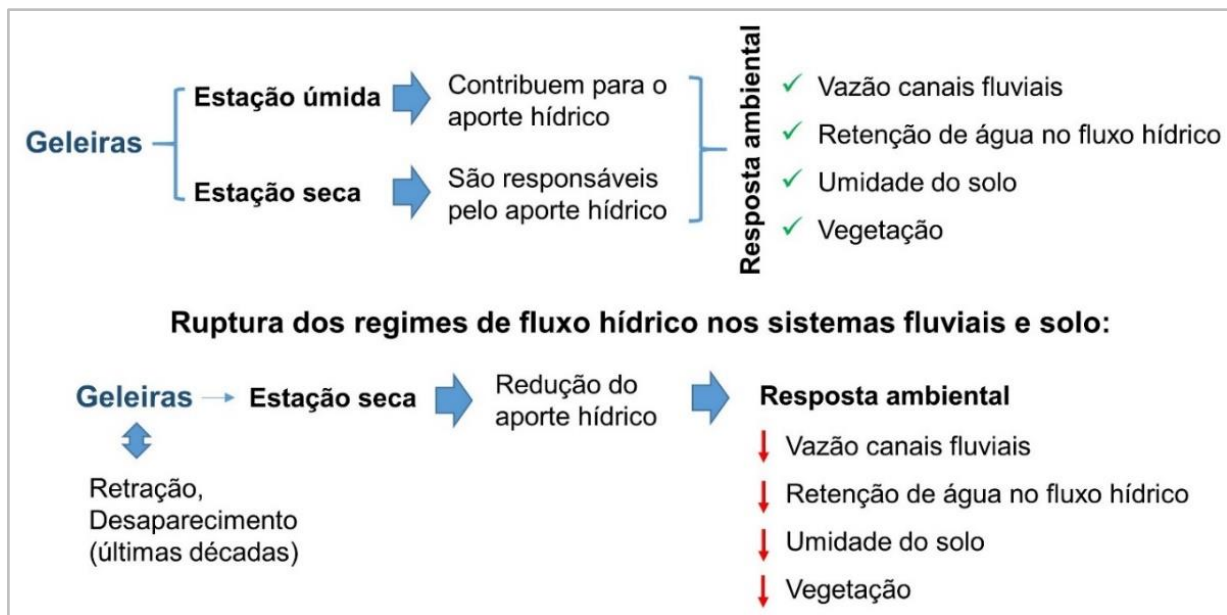 Geleiras
Estação úmida
Contribuem para o
aporte hídrico
Estação seca
São responsáveis
pelo aporte hídrico
Resposta ambiental
Vazão canais fluviais
Retenção de água no fluxo hídrico
Umidade do solo
Vegetação
Ruptura dos regimes de fluxo hídrico nos sistemas fluviais e solo:
Geleiras
Estação seca
Redução do
aporte hídrico
Resposta ambiental
Retração,
Desaparecimento
(últimas décadas)
Vazão canais fluviais
Retenção de água no fluxo hídrico
Umidade do solo
Vegetação